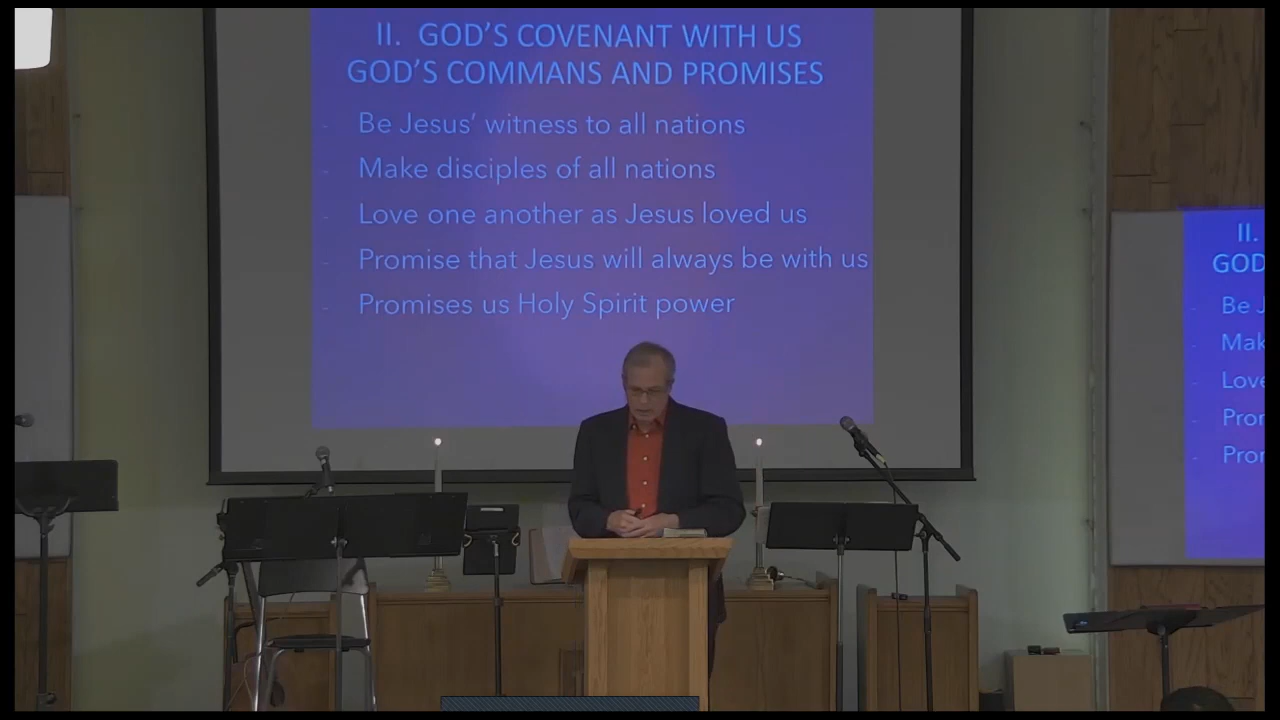 II. GOD'S COVENANT WITH US
GOD'S COMMANS AND PROMISES
- Be Jesus' witness to all nations
- Make disciples of all nations
- Love one another as Jesus loved us
- Promise that Jesus will always be with us
- Promises us Holy Spirit power
II.
GOD
- Be J
- Mak
- Love
- Pror
- Pror